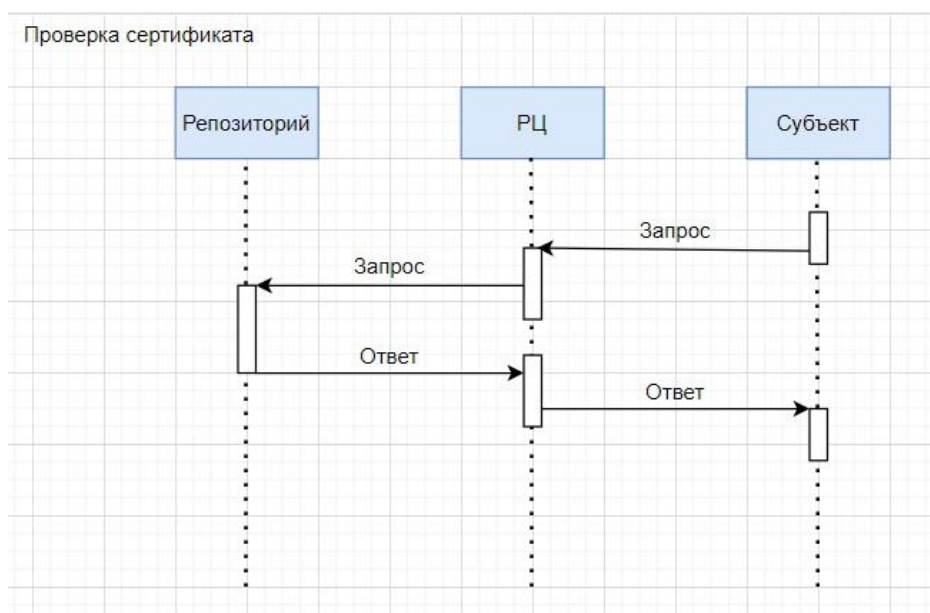 Проверка сертификата
Репозиторий
РЦ
Субъект
Запрос
Запрос
Ответ
Ответ